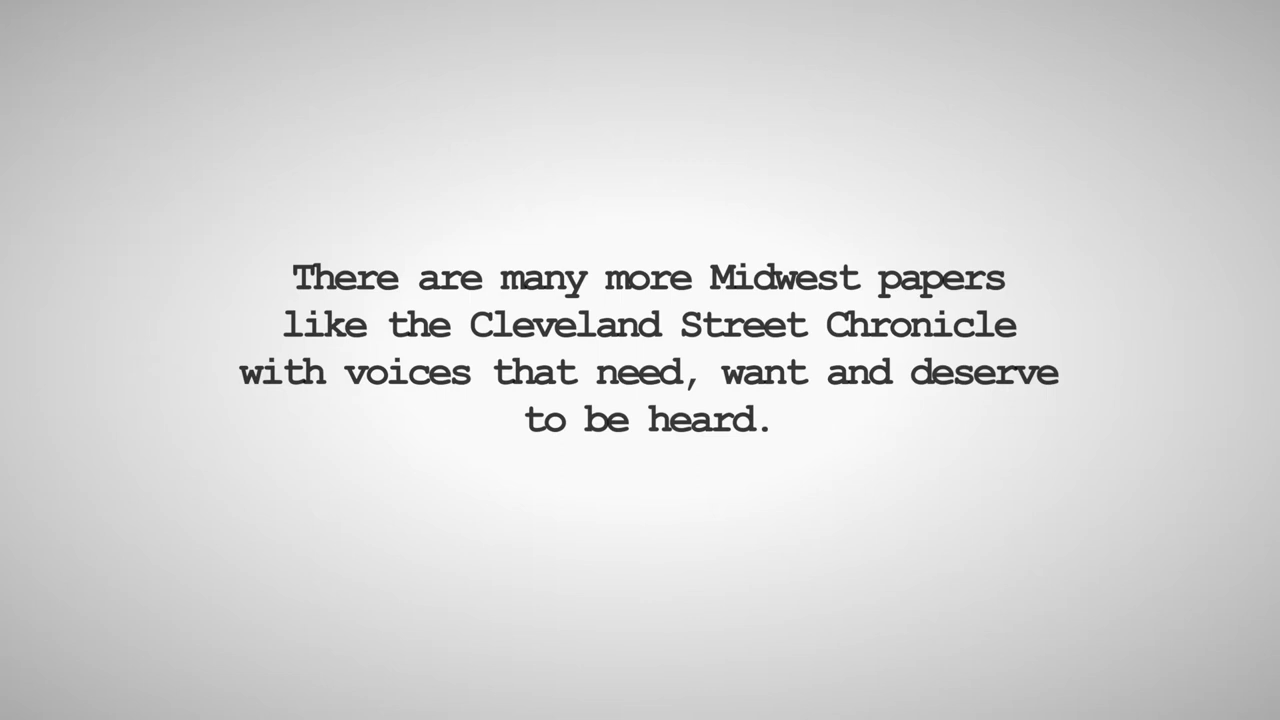 There are many more Midwest papers
like the Cleveland Street Chronicle
with voices that need, want and deserve
to be heard.